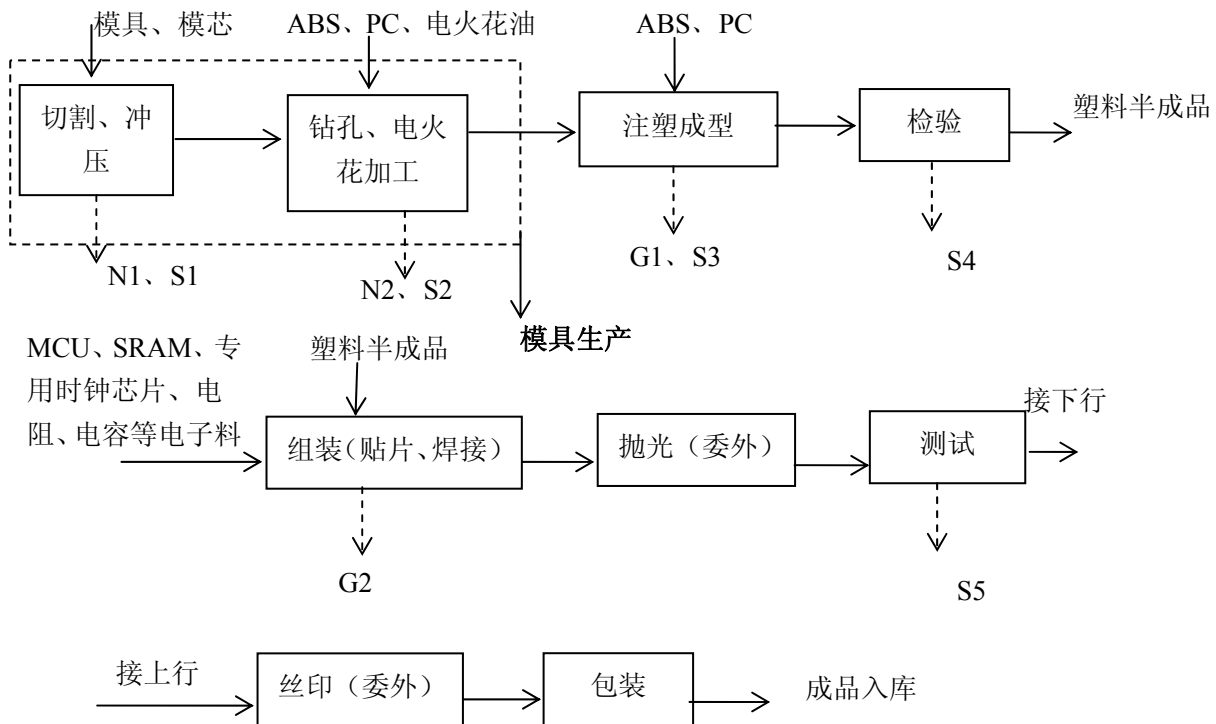 模具、模芯
ABS、PC、电火花油
ABS、PC
切割、冲
压
钻孔、电火
花加工
注塑成型
检验
塑料半成品
N1、S1
N2、S2
G1、S3
S4
模具生产
MCU、SRAM、专
用时钟芯片、电
阻、电容等电子料
塑料半成品
组装（贴片、焊接）
抛光（委外）
测试
接下行
G2
S5
接上行
丝印（委外）
包装
成品入库